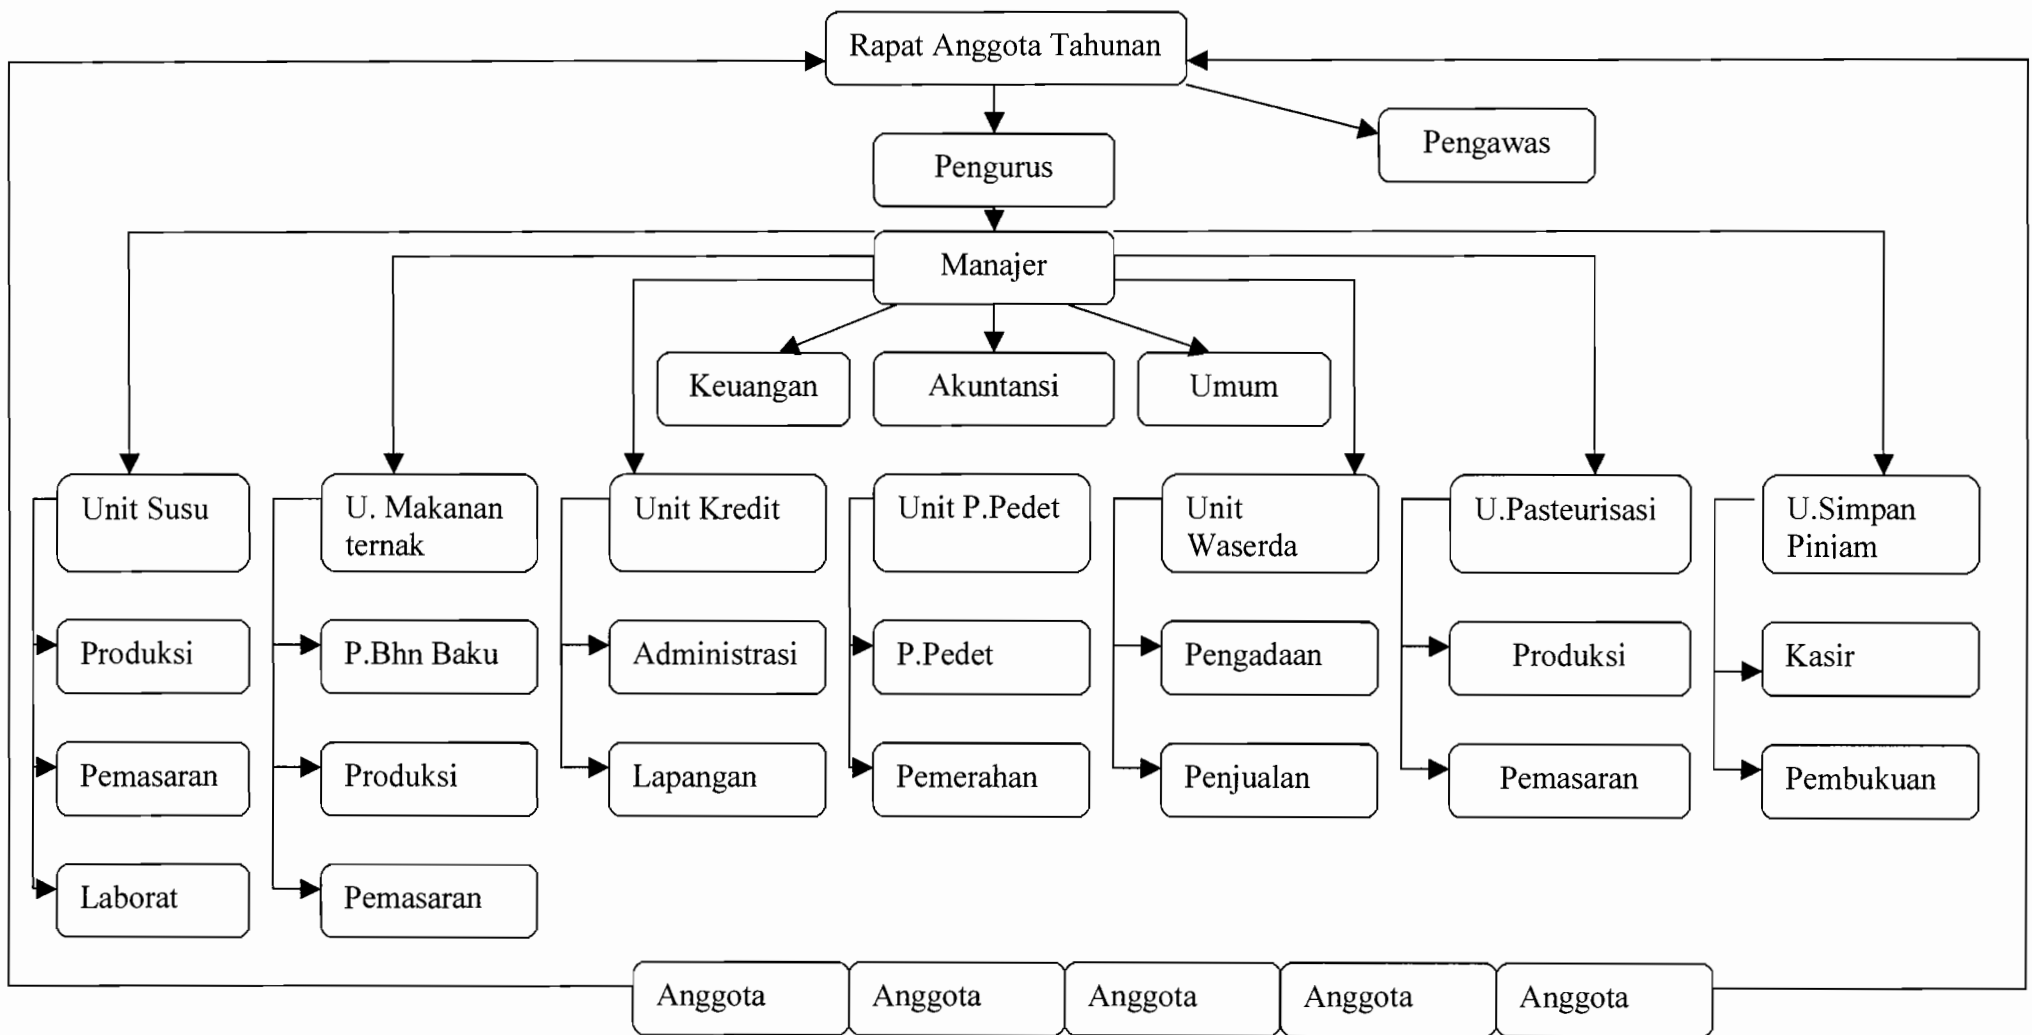 Rapat Anggota Tahunan
Pengawas
Pengurus
Manajer
Keuangan
Akuntansi
Umum
Unit Susu
U. Makanan
ternak
Unit Kredit
Unit P.Pedet
Unit
Waserda
U.Pasteurisasi
U.Simpan
Pinjam
Produksi
P.Bhn Baku
Administrasi
P.Pedet
Pengadaan
Produksi
Kasir
Pemasaran
Produksi
Lapangan
Pemerahan
Penjualan
Pemasaran
Pembukuan
Laborat
Pemasaran
Anggota
Anggota
Anggota
Anggota
Anggota